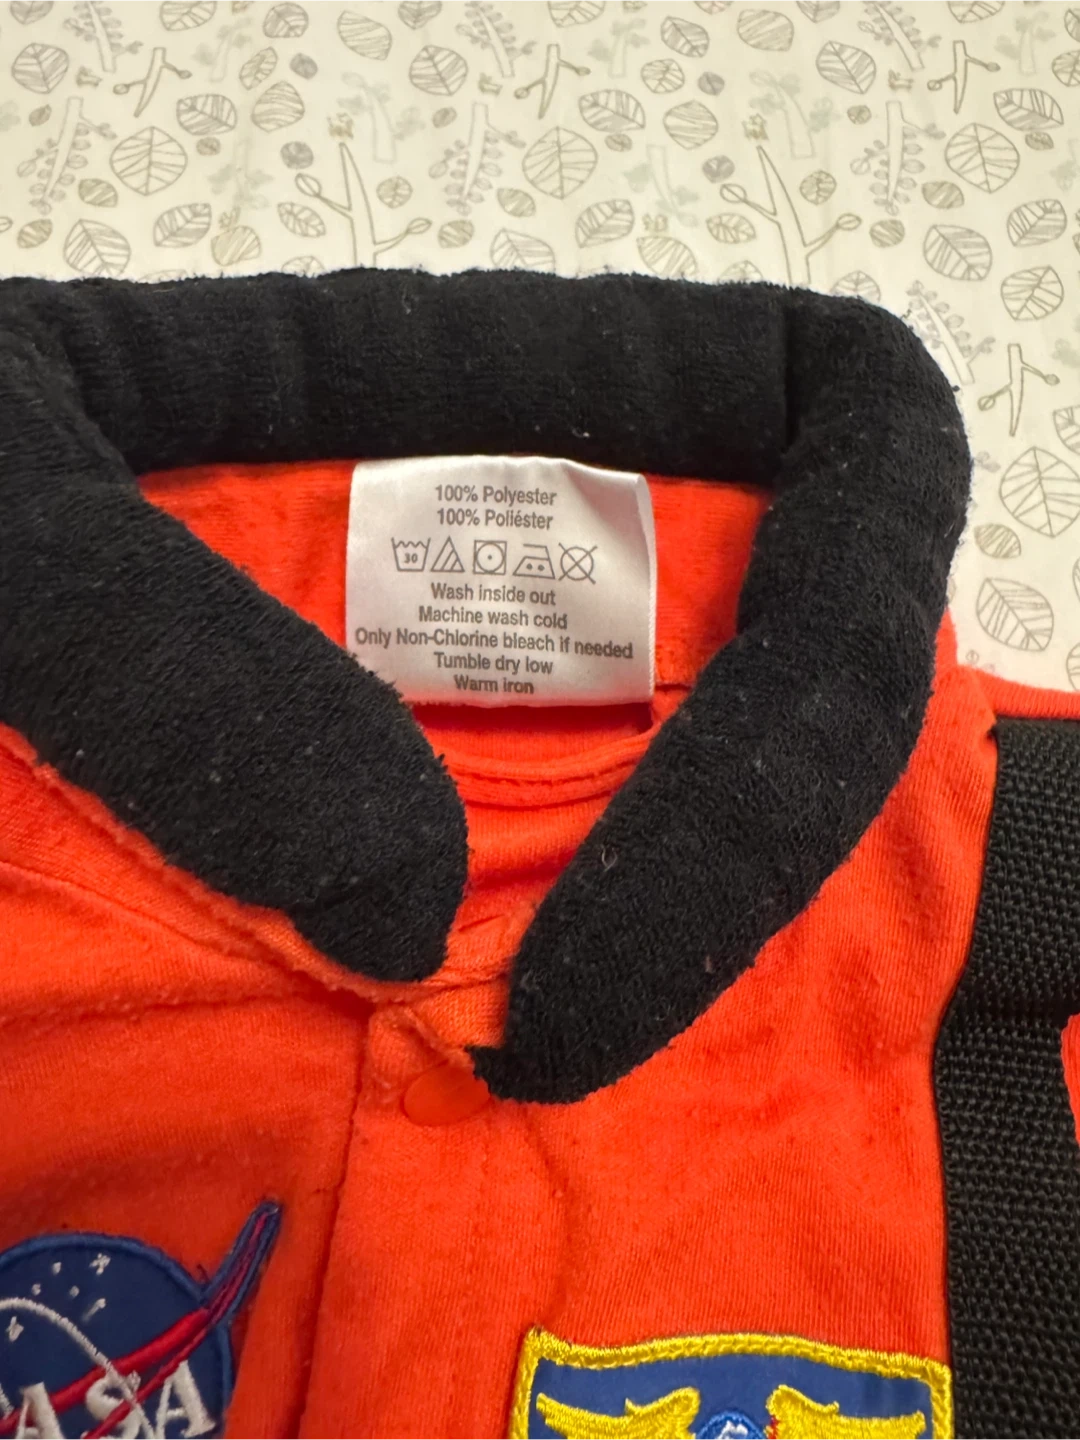 100% Polyester
100% Poliéster
30
Wash inside out
Machine wash cold
Only Non-Chlorine bleach if needed
Tumble dry low
Warm iron
ASA